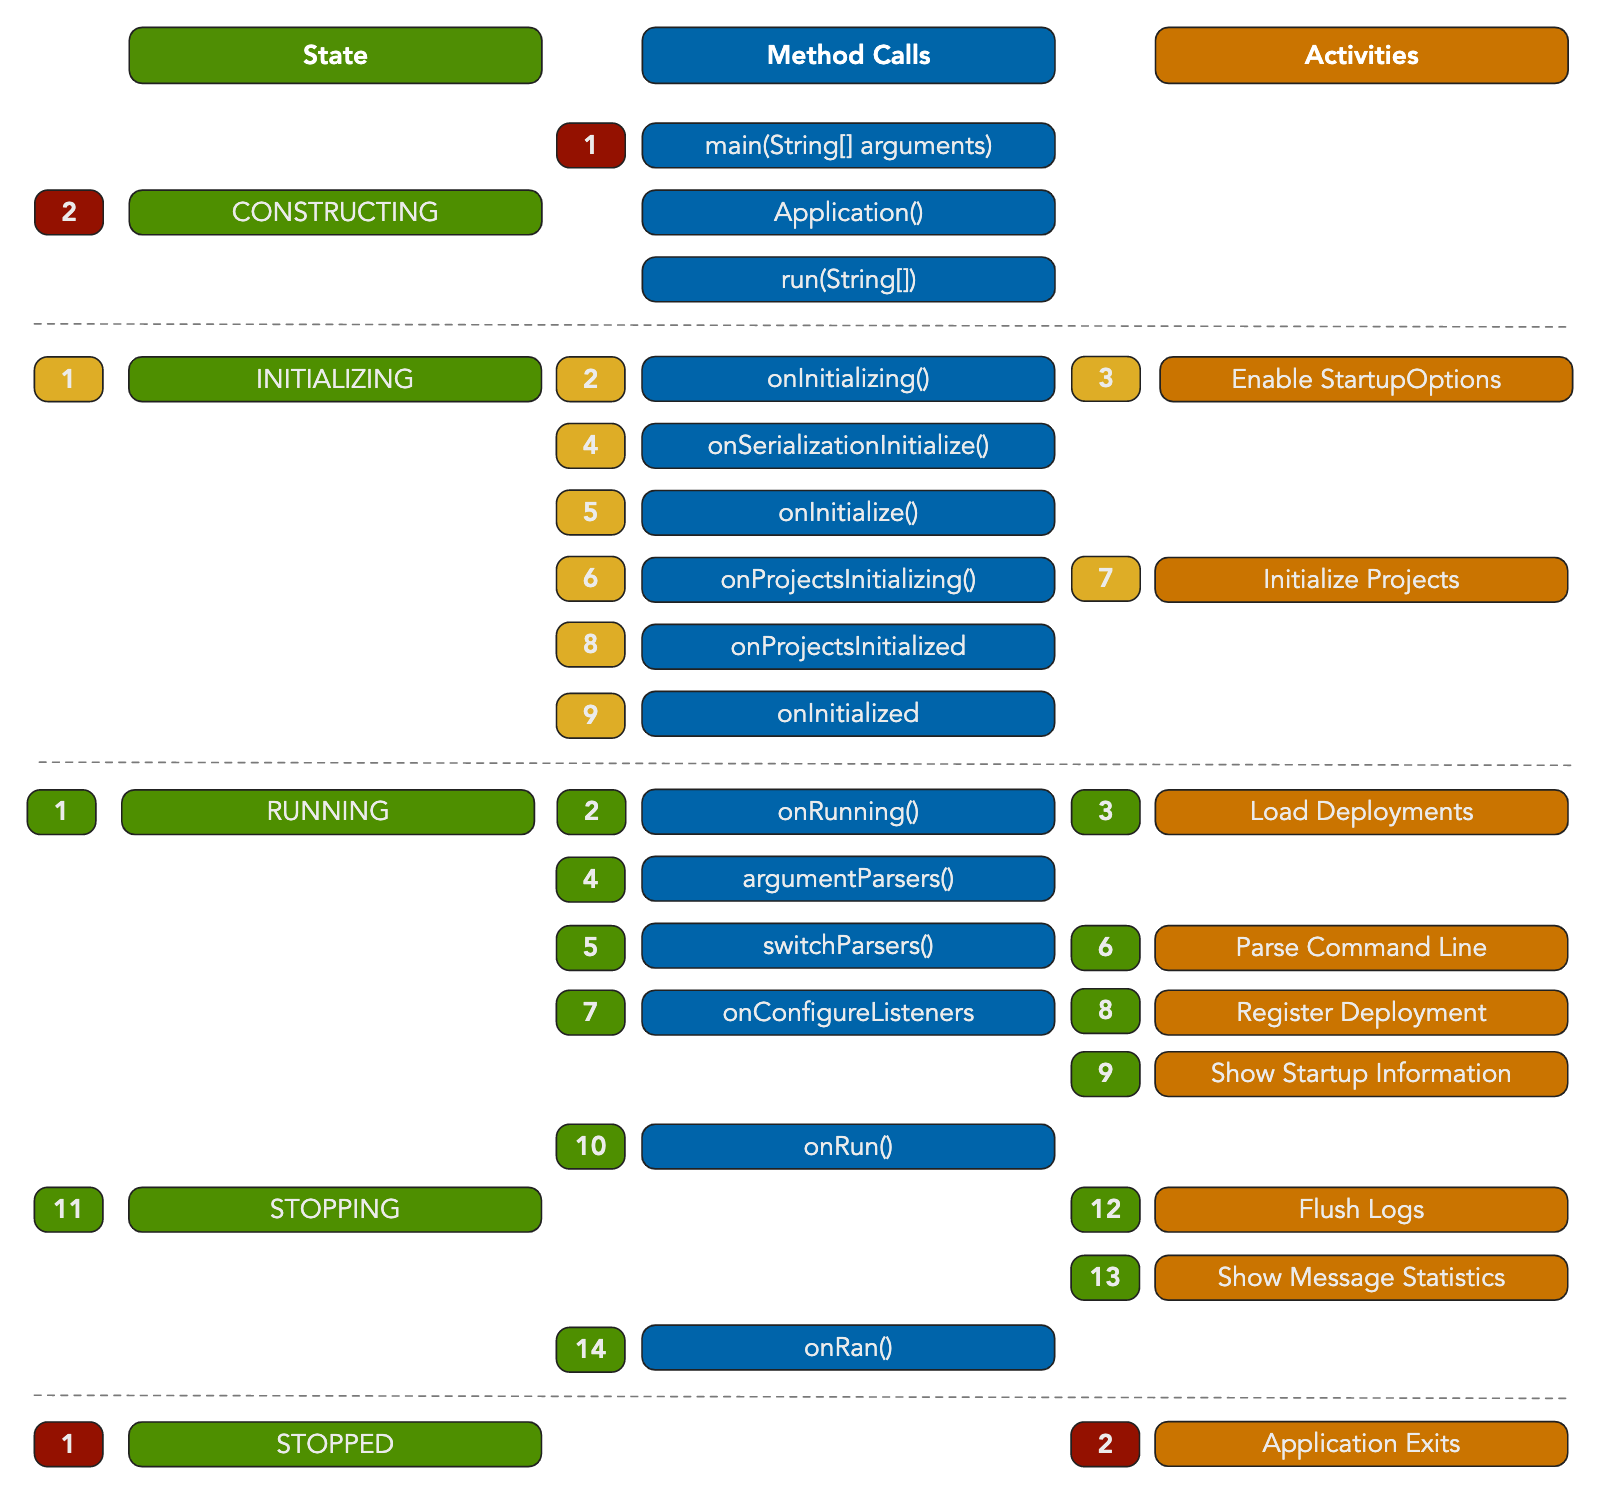 State Method Calls Activities
1 main(String[] arguments)
2 CONSTRUCTING Application()
run(String[])
1 INITIALIZING 2 onInitializing() 3 Enable StartupOptions
4 onSerializationInitialize()
5 onInitialize()
6 onProjectsInitializing() 7 Initialize Projects
8 onProjectsInitialized
9 onInitialized
1 RUNNING 2 onRunning() 3 Load Deployments
4 argumentParsers()
5 switchParsers() 6 Parse Command Line
7 onConfigureListeners 8 Register Deployment
9 Show Startup Information
10 onRun()
11 STOPPING 12 Flush Logs
13 Show Message Statistics
14 onRan()
1 STOPPED 2 Application Exits